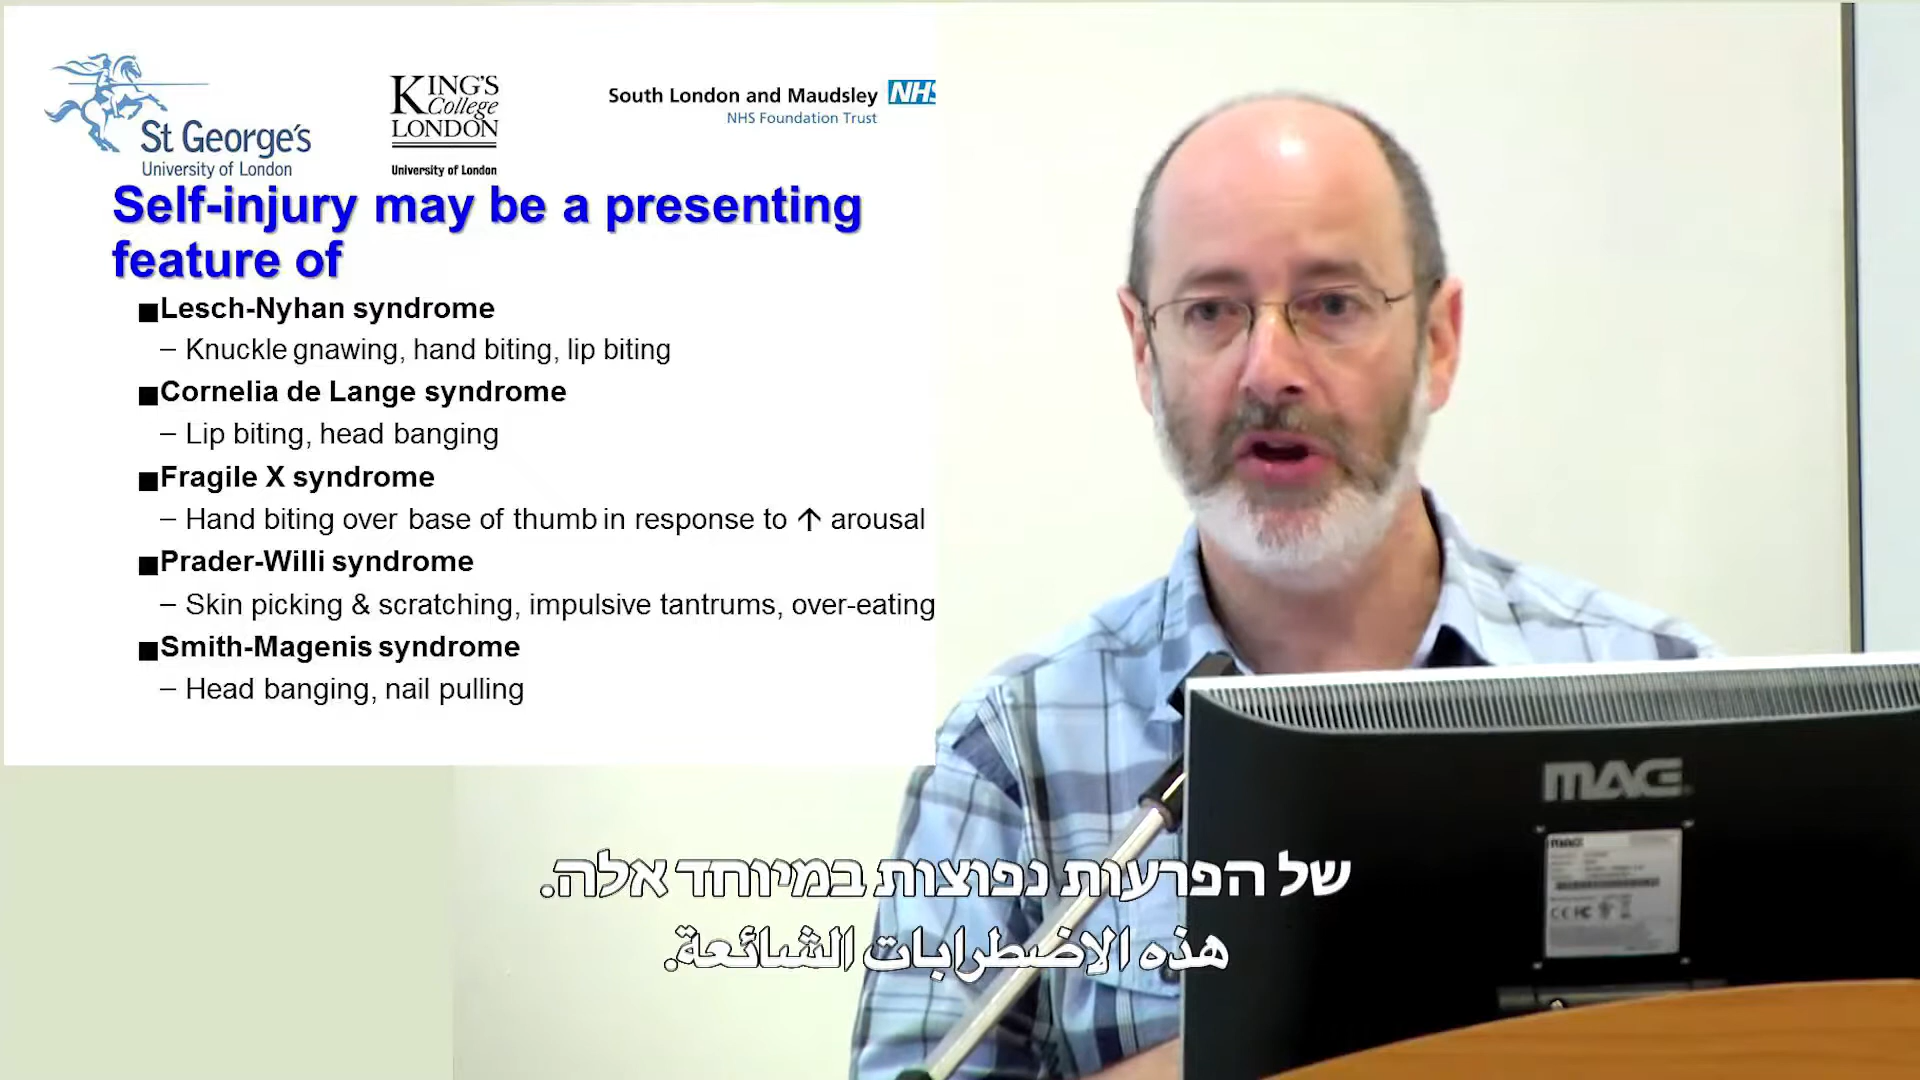 St George's
University of London
KING'S
College
LONDON
University of London
South London and Maudsley NHS
NHS Foundation Trust
Self-injury may be a presenting
feature of
■Lesch-Nyhan syndrome
– Knuckle gnawing, hand biting, lip biting
■Cornelia de Lange syndrome
– Lip biting, head banging
■Fragile X syndrome
– Hand biting over base of thumb in response to ↑ arousal
■Prader-Willi syndrome
– Skin picking & scratching, impulsive tantrums, over-eating
■Smith-Magenis syndrome
– Head banging, nail pulling
MAG
של הפרעות נפוצות במיוחד אלה.
هذه الاضطرابات الشائعة.